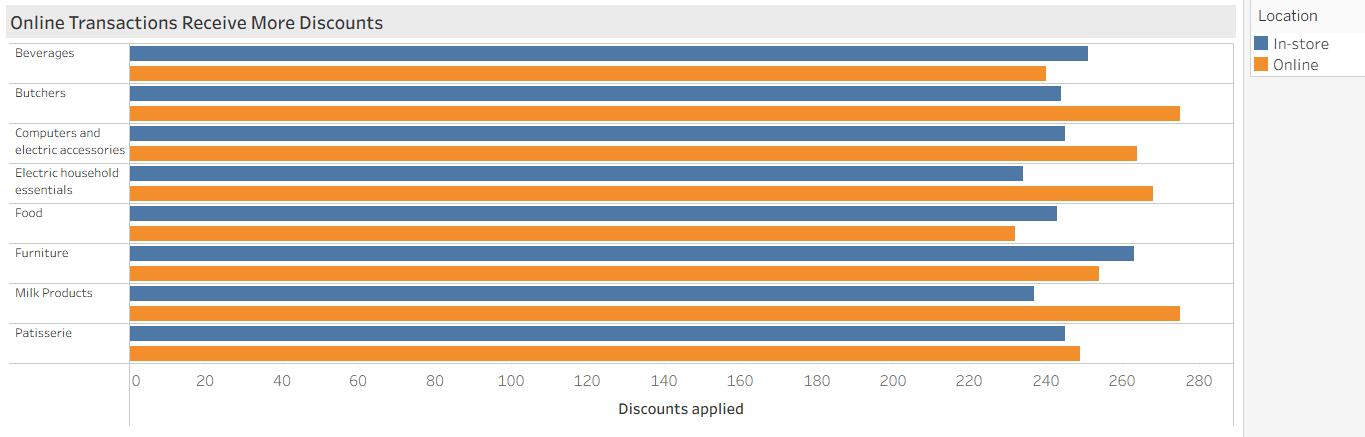 Online Transactions Receive More Discounts
Location
In-store
Online
Beverages
Butchers
Computers and
electric accessories
Electric household
essentials
Food
Furniture
Milk Products
Patisserie
0 20 40 60 80 100 120 140 160 180 200 220 240 260 280
Discounts applied